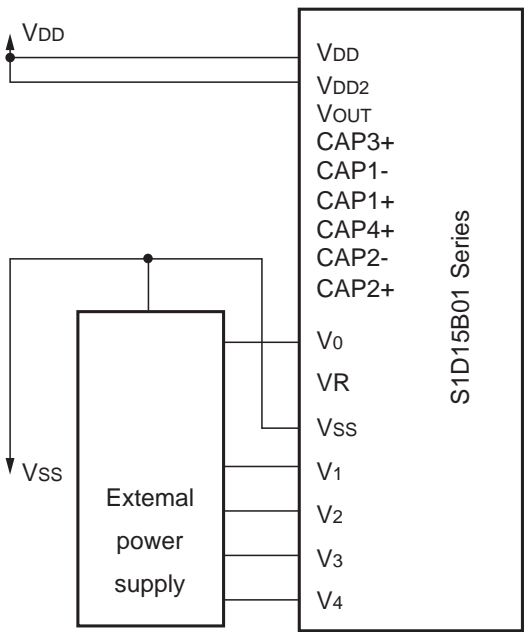 VDD
VDD
VDD2
VOUT
CAP3+
CAP1-
CAP1+
CAP4+
CAP2-
CAP2+
V0
VR
VSS
V1
V2
V3
V4
S1D15B01 Series
VSS
Extemal
power
supply